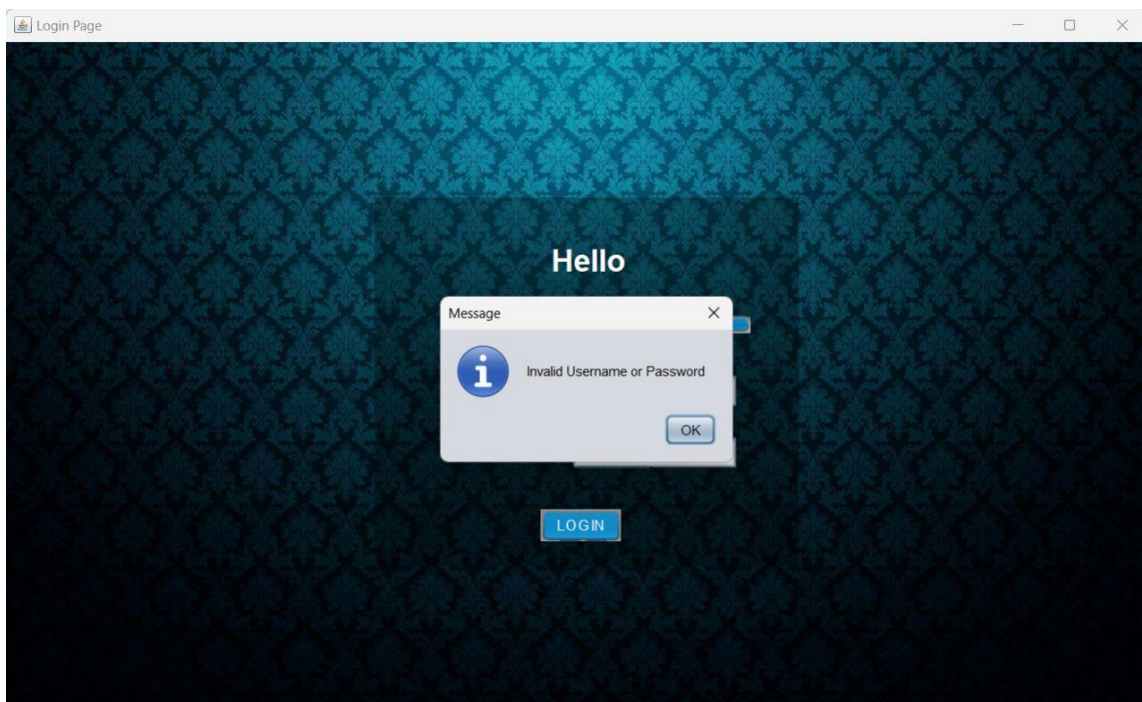 Login Page
Hello
Message
Invalid Username or Password
OK
LOGIN